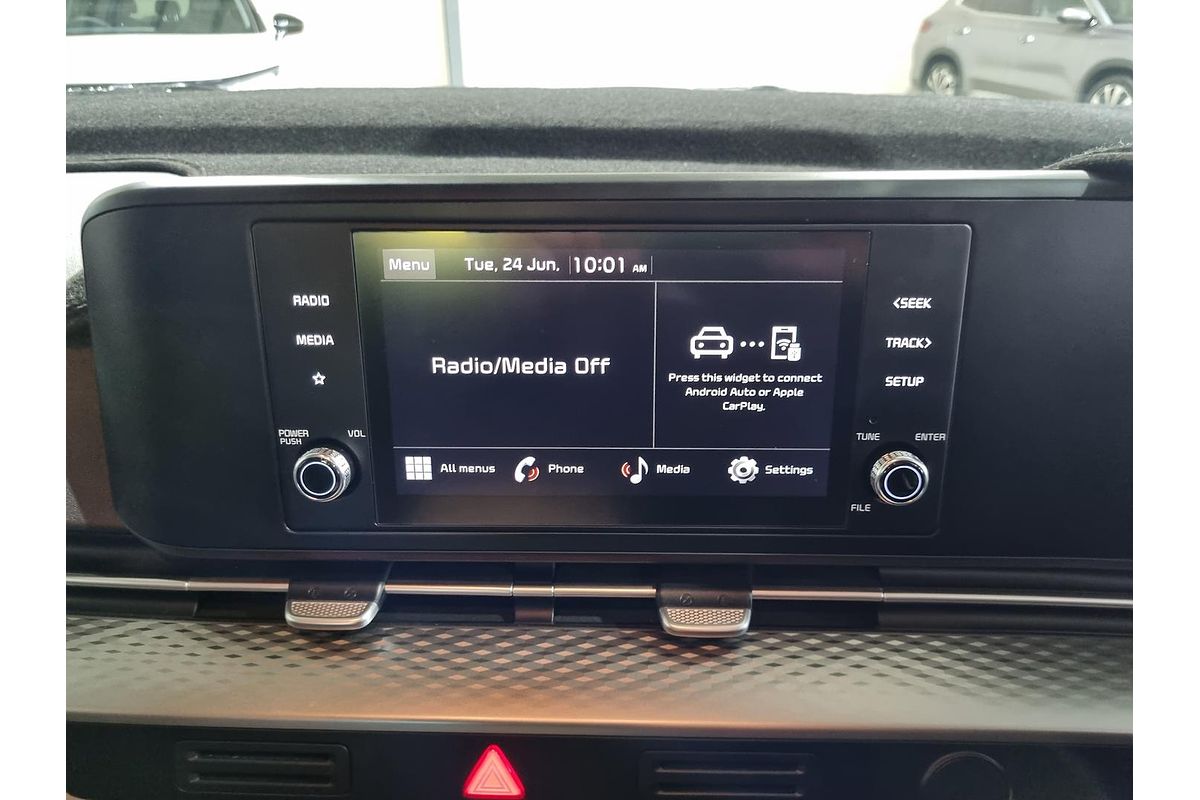 Menu
Tue, 24 Jun, 10:01 AM
RADIO
MEDIA
POWER
PUSH
VOL
Radio/Media Off
Press this widget to connect
Android Auto or Apple
CarPlay.
All menus
Phone
Media
Settings
<SEEK
TRACK>
SETUP
TUNE
ENTER
FILE